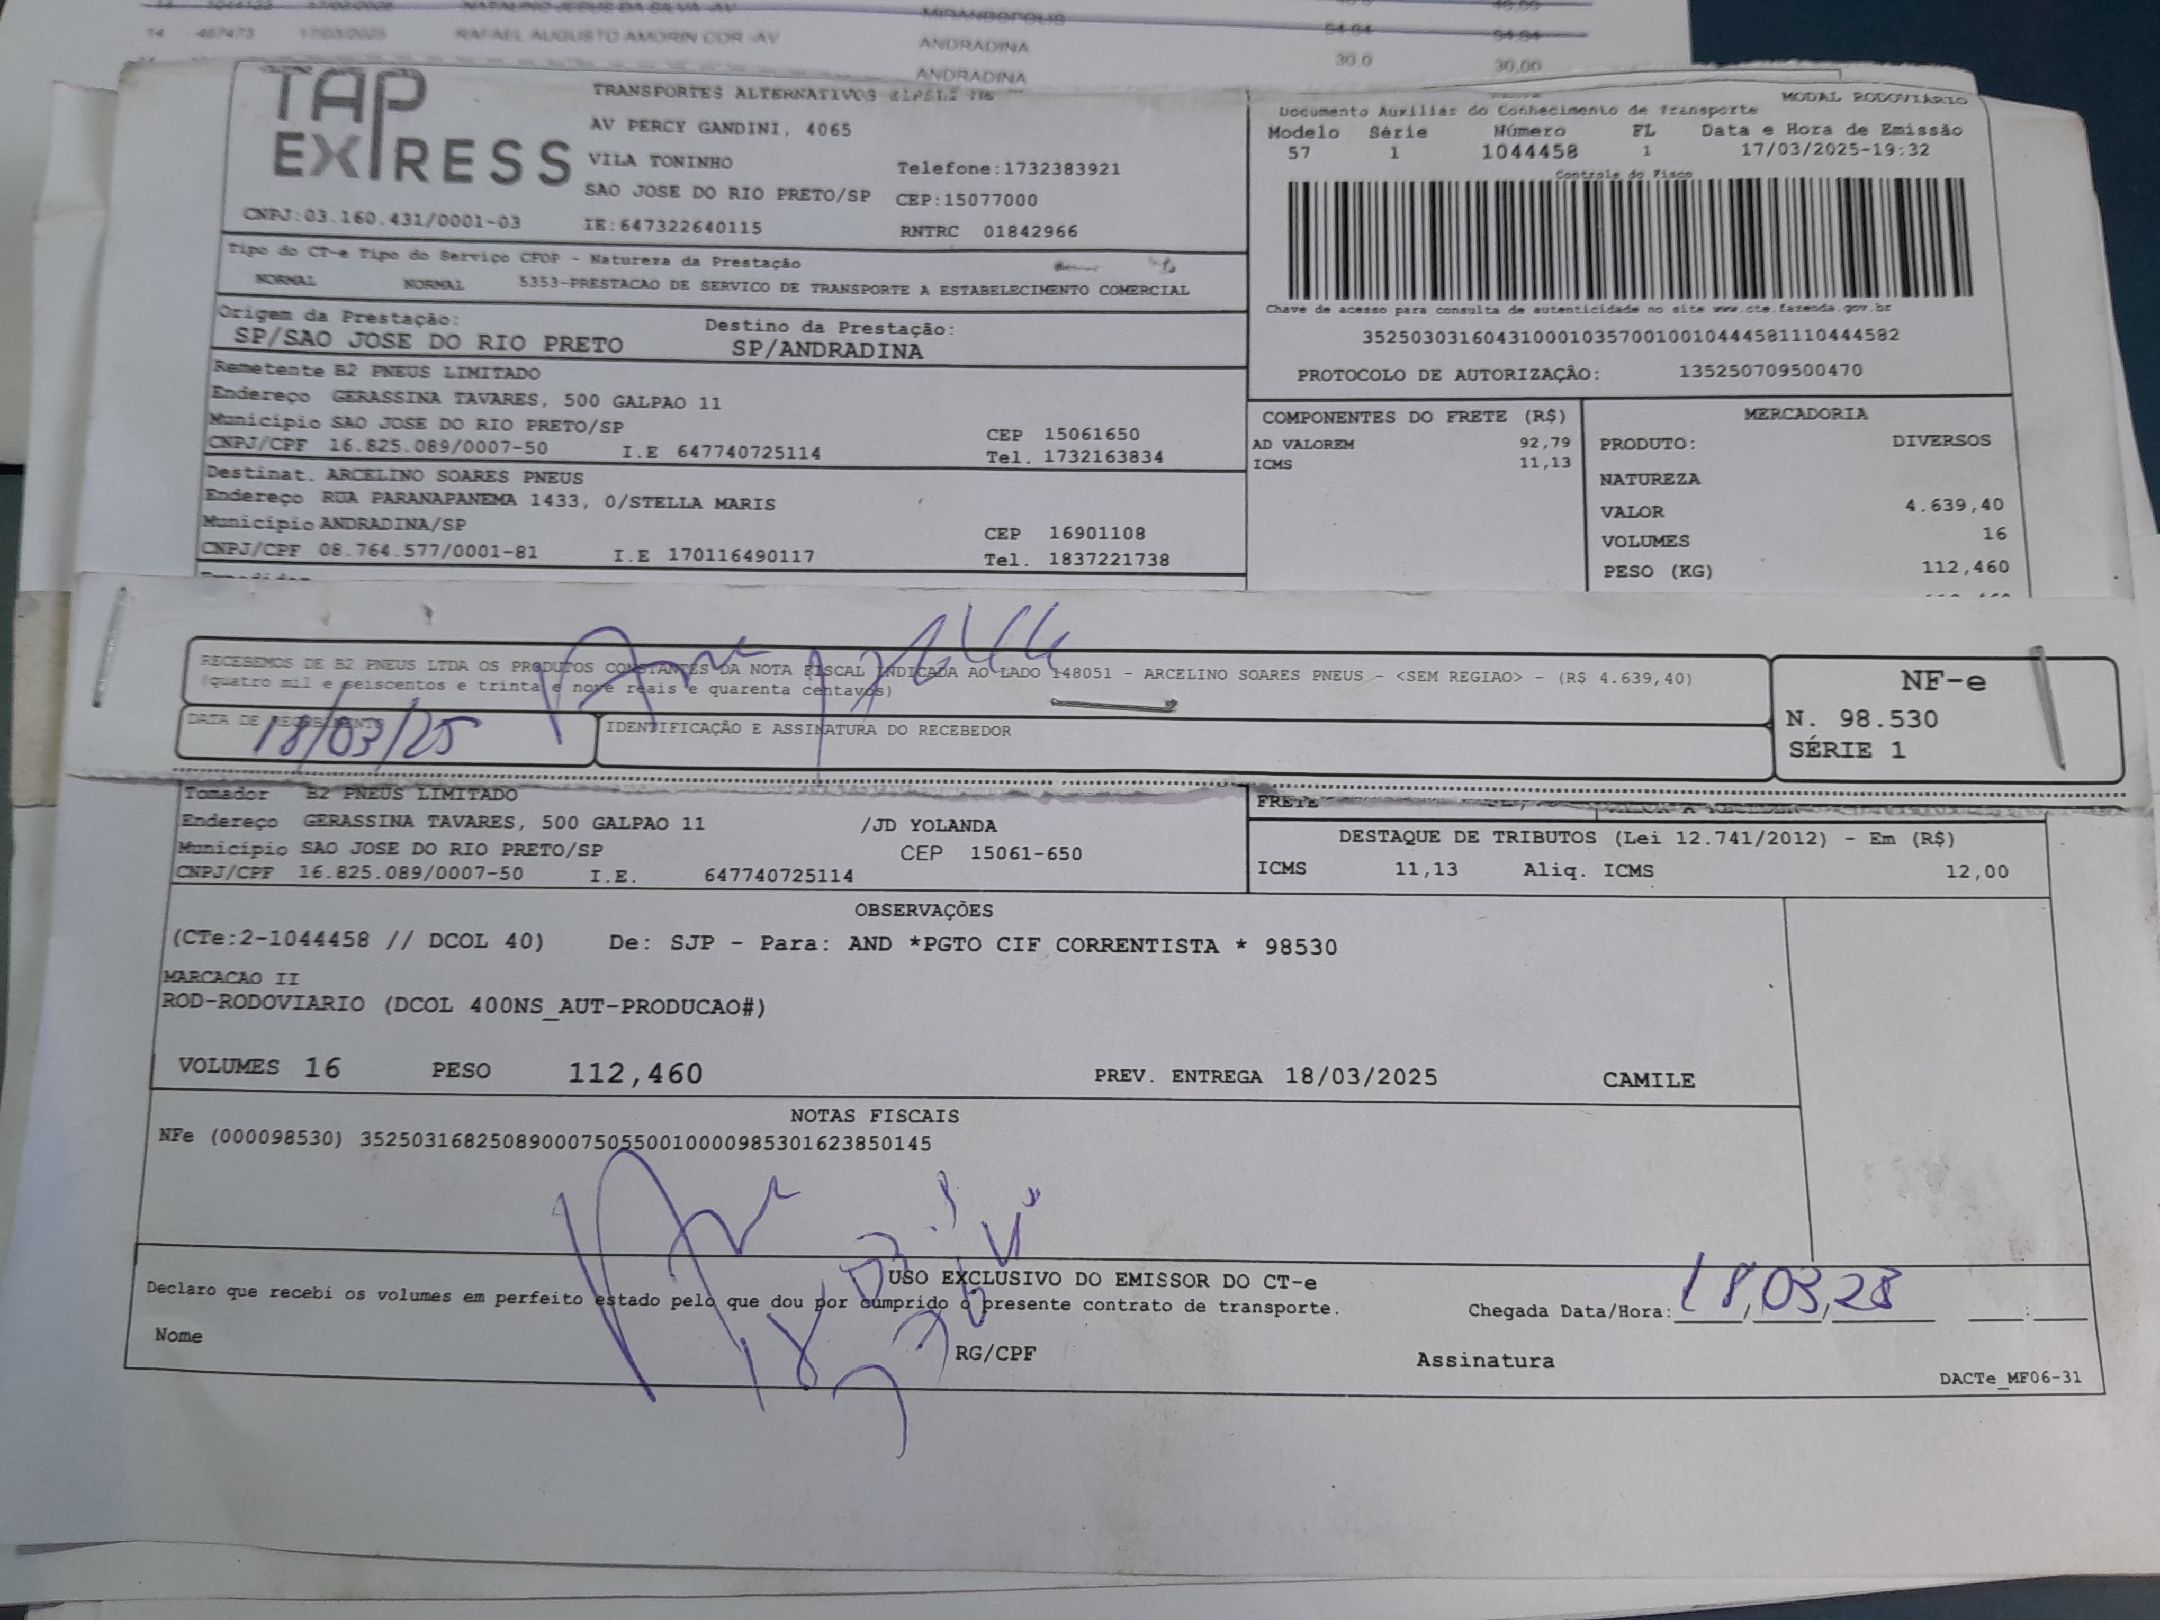 14 467473 17/03/2025 RAFAEL AUGUSTO AMORIN COR -AV ANDRADINA 54.64 54,64
ANDRADINA 30.0 30,00
TAP EXPRESS
TRANSPORTES ALTERNATIVOS
AV PERCY GANDINI, 4065
VILA TONINHO Telefone:1732383921
SAO JOSE DO RIO PRETO/SP CEP:15077000
CNPJ:03.160.431/0001-03 IE:647322640115 RNTRC 01842966
MODAL RODOVIÁRIO
Documento Auxiliar do Conhecimento de Transporte
Modelo Série Número FL Data e Hora de Emissão
57 1 1044458 1 17/03/2025-19:32
Controle do Fisco
Tipo do CT-e Tipo do Serviço CFOP - Natureza da Prestação
NORMAL NORMAL 5353-PRESTACAO DE SERVICO DE TRANSPORTE A ESTABELECIMENTO COMERCIAL
Chave de acesso para consulta de autenticidade no site www.cte.fazenda.gov.br
35250303160431000103570010010444581110444582
PROTOCOLO DE AUTORIZAÇÃO: 135250709500470
Origem da Prestação: Destino da Prestação:
SP/SAO JOSE DO RIO PRETO SP/ANDRADINA
Remetente B2 PNEUS LIMITADO
Endereço GERASSINA TAVARES, 500 GALPAO 11
Município SAO JOSE DO RIO PRETO/SP CEP 15061650
CNPJ/CPF 16.825.089/0007-50 I.E 647740725114 Tel. 1732163834
Destinat. ARCELINO SOARES PNEUS
Endereço RUA PARANAPANEMA 1433, 0/STELLA MARIS
Município ANDRADINA/SP CEP 16901108
CNPJ/CPF 08.764.577/0001-81 I.E 170116490117 Tel. 1837221738
COMPONENTES DO FRETE (R$)
AD VALOREM 92,79
ICMS 11,13
MERCADORIA
PRODUTO: DIVERSOS
NATUREZA
VALOR 4.639,40
VOLUMES 16
PESO (KG) 112,460
RECEBEMOS DE B2 PNEUS LTDA OS PRODUTOS CONSTANTES DA NOTA FISCAL INDICADA AO LADO 148051 - ARCELINO SOARES PNEUS - <SEM REGIAO> - (R$ 4.639,40)
(quatro mil e seiscentos e trinta e nove reais e quarenta centavos)
DATA DE RECEBIMENTO IDENTIFICAÇÃO E ASSINATURA DO RECEBEDOR
18/03/25
NF-e
N. 98.530
SÉRIE 1
Tomador B2 PNEUS LIMITADO
Endereço GERASSINA TAVARES, 500 GALPAO 11 /JD YOLANDA
Município SAO JOSE DO RIO PRETO/SP CEP 15061-650
CNPJ/CPF 16.825.089/0007-50 I.E. 647740725114
FRETE
DESTAQUE DE TRIBUTOS (Lei 12.741/2012) - Em (R$)
ICMS 11,13 Aliq. ICMS 12,00
OBSERVAÇÕES
(CTe:2-1044458 // DCOL 40) De: SJP - Para: AND *PGTO CIF CORRENTISTA * 98530
MARCACAO II
ROD-RODOVIARIO (DCOL 400NS_AUT-PRODUCAO#)
VOLUMES 16 PESO 112,460 PREV. ENTREGA 18/03/2025 CAMILE
NOTAS FISCAIS
NFe (000098530) 35250316825089000750550010000985301623850145
USO EXCLUSIVO DO EMISSOR DO CT-e
Declaro que recebi os volumes em perfeito estado pelo que dou por cumprido o presente contrato de transporte. Chegada Data/Hora: 18,03,28
Nome RG/CPF Assinatura
DACTe_MF06-31